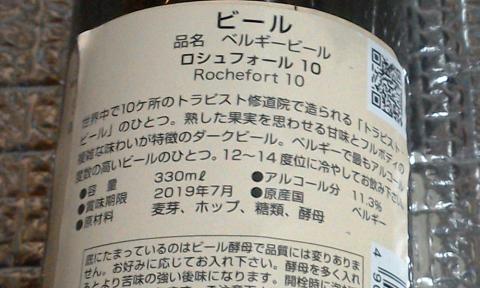 ビール
品名 ベルギービール
ロシュフォール 10
Rochefort 10
世界中で10ケ所のトラピスト修道院で造られる「トラピスト・
ビール」のひとつ。熟した果実を思わせる甘味とフルボディの
複雑な味わいが特徴のダークビール。ベルギーで最もアルコール
度数の高いビールのひとつ。12〜14度位に冷やしてお飲み下さい。
●容量 330mℓ ●アルコール分 11.3%
●賞味期限 2019年7月 ●原産国 ベルギー
●原材料 麦芽、ホップ、糖類、酵母
底にたまっているのはビール酵母で品質には変りありま
せん。お好みに応じてお入れ下さい。酵母を多く入れ
ると苦味の強い後味になります。開栓時に
4 9